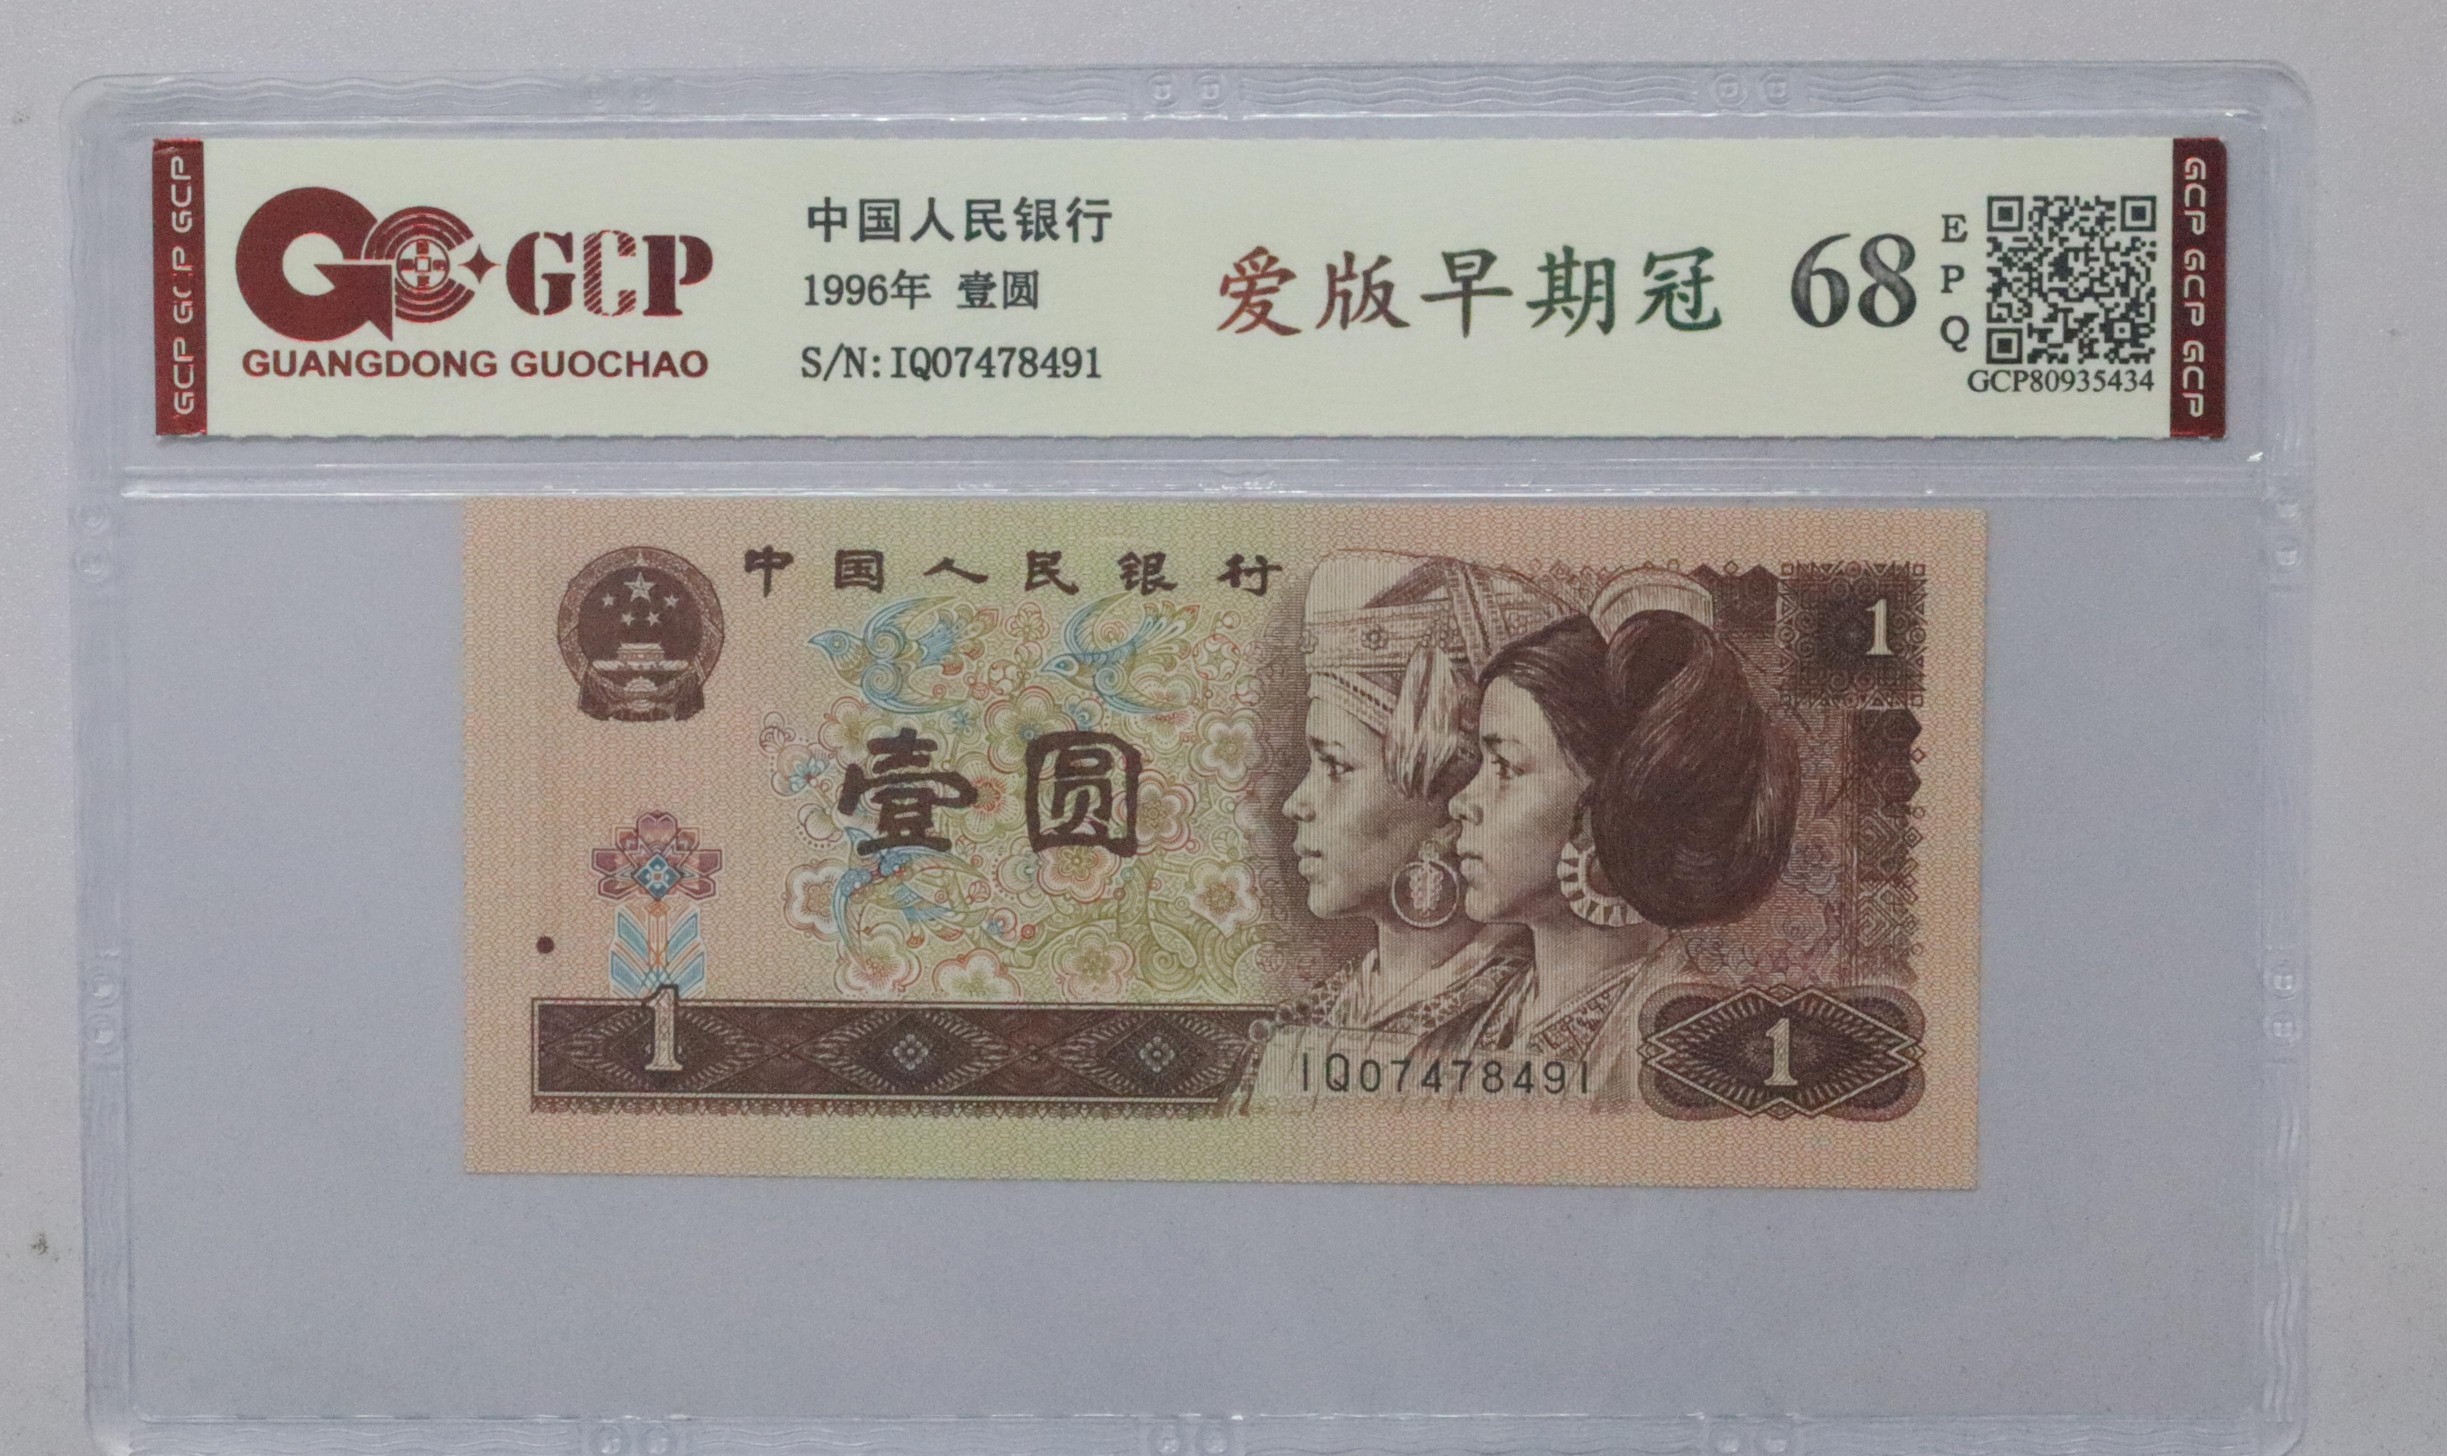 GCP GCP GCP
GCP
GUANGDONG GUOCHAO
中国人民银行
1996年 壹圆
S/N:IQ07478491
爱版早期冠
68
EPQ
GCP80935434
GCP GCP GCP
中国人民银行
1
壹圆
1
IQ07478491
1